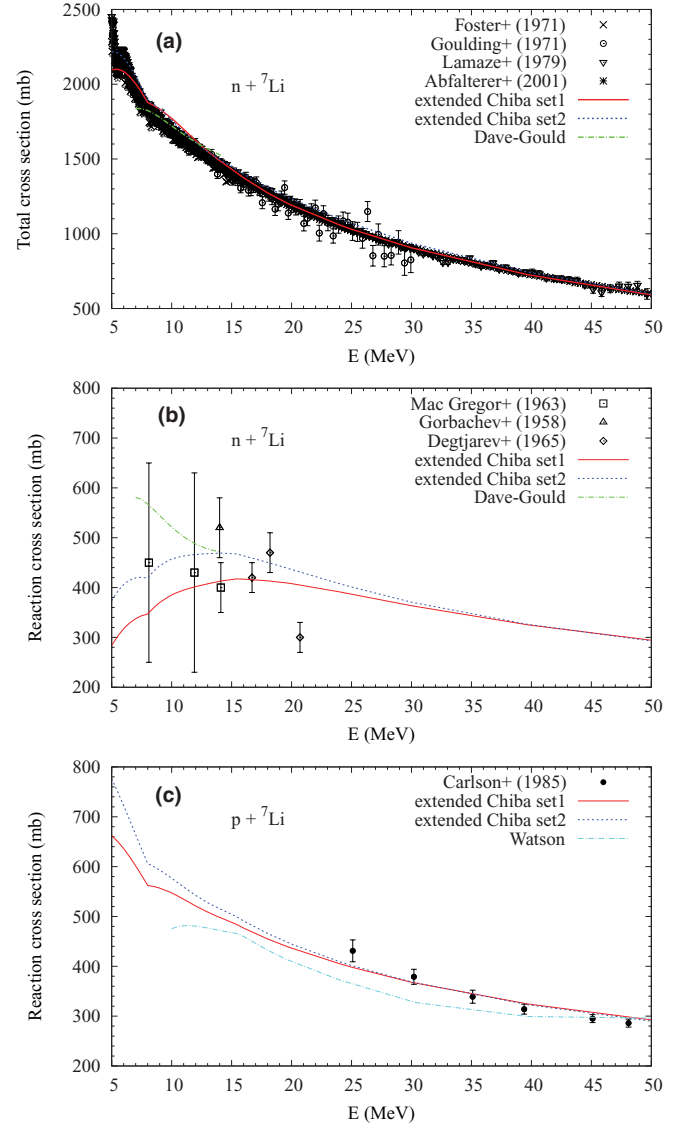 (a)
n + ⁷Li
Foster+ (1971)
Goulding+ (1971)
Lamaze+ (1979)
Abfalterer+ (2001)
extended Chiba set1
extended Chiba set2
Dave-Gould
Total cross section (mb)
2500
2000
1500
1000
500
5 10 15 20 25 30 35 40 45 50
E (MeV)
(b)
n + ⁷Li
Mac Gregor+ (1963)
Gorbachev+ (1958)
Degtjarev+ (1965)
extended Chiba set1
extended Chiba set2
Dave-Gould
Reaction cross section (mb)
800
700
600
500
400
300
200
5 10 15 20 25 30 35 40 45 50
E (MeV)
(c)
p + ⁷Li
Carlson+ (1985)
extended Chiba set1
extended Chiba set2
Watson
Reaction cross section (mb)
800
700
600
500
400
300
200
5 10 15 20 25 30 35 40 45 50
E (MeV)